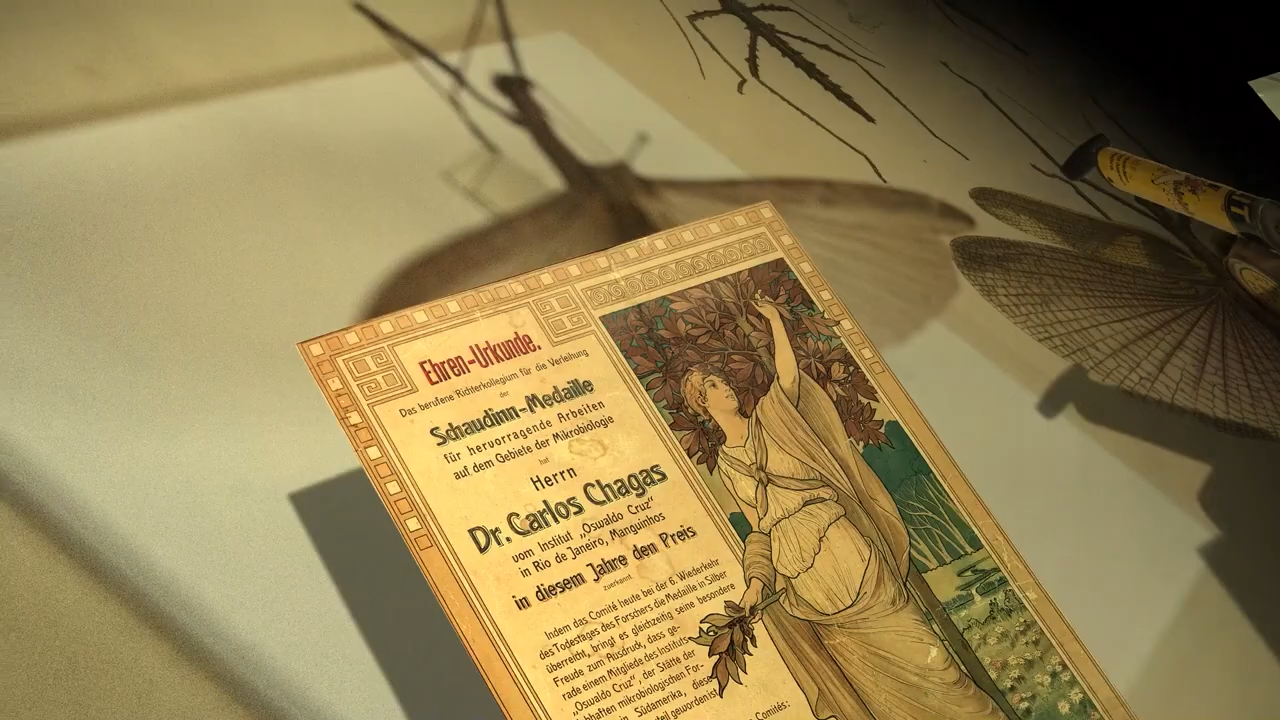 Ehren-Urkunde.
Das berufene Richterkollegium für die Verleihung
der
Schaudinn-Medaille
für hervorragende Arbeiten
auf dem Gebiete der Mikrobiologie
hat
Herrn
Dr. Carlos Chagas
vom Institut „Oswaldo Cruz"
in Rio de Janeiro, Manguinhos
in diesem Jahre den Preis
zuerkannt
Indem das Comité heute bei der 6. Wiederkehr
des Todestages des Forschers die Medaille in Silber
überreicht, bringt es gleichzeitig seine besondere
Freude zum Ausdruck, dass ge-
rade einem Mitgliede des Instituts
„Oswaldo Cruz", der Stätte der
mikrobiologischen For-
in Südamerika, diese
geworden
Comités: